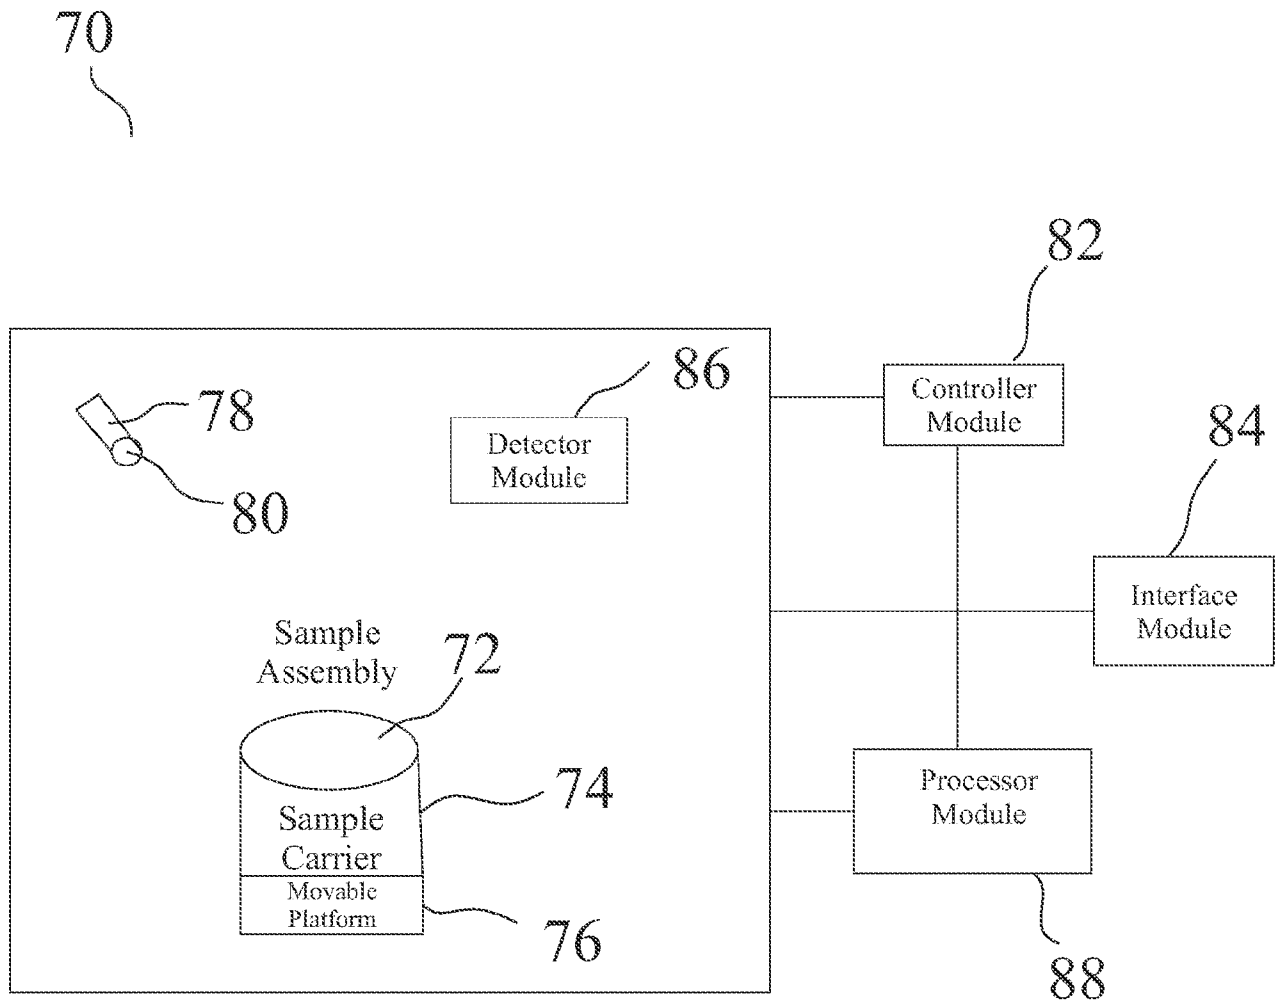 70
82
Controller
Module
84
86
78
Detector
Module
80
Interface
Module
Sample
Assembly
72
Processor
Module
74
Sample
Carrier
Movable
Platform
76
88